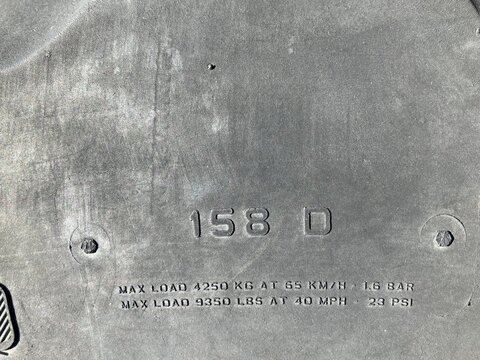 158 D
MAX LOAD 4250 KG AT 65 KM/H - 1.6 BAR
MAX LOAD 9350 LBS AT 40 MPH - 23 PSI